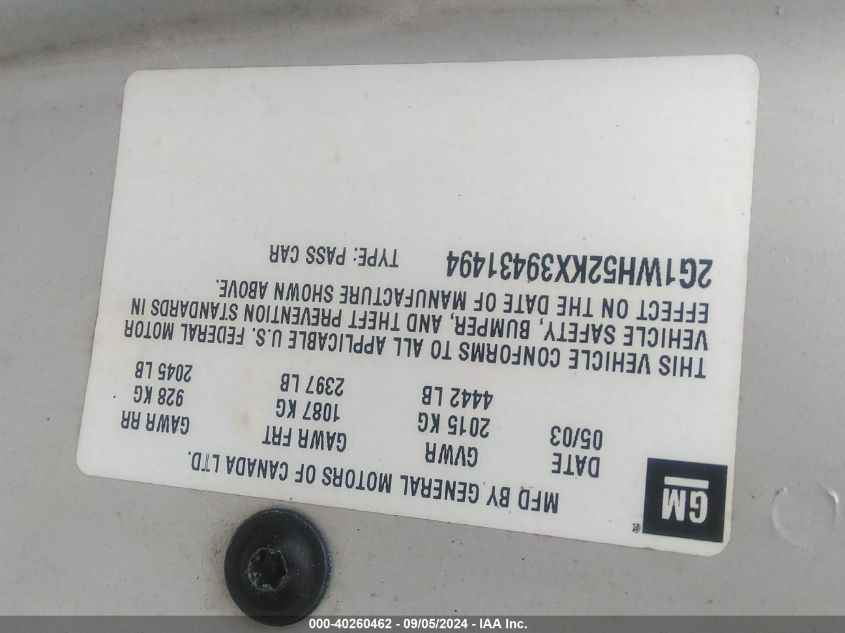 GM
®
MFD BY GENERAL MOTORS OF CANADA LTD.
DATE GVWR GAWR FRT GAWR RR
05/03 2015 KG 1087 KG 928 KG
4442 LB 2397 LB 2045 LB
THIS VEHICLE CONFORMS TO ALL APPLICABLE U.S. FEDERAL MOTOR
VEHICLE SAFETY, BUMPER, AND THEFT PREVENTION STANDARDS IN
EFFECT ON THE DATE OF MANUFACTURE SHOWN ABOVE.
2G1WH52KX39431494 TYPE: PASS CAR
000-40260462 - 09/05/2024 - IAA Inc.